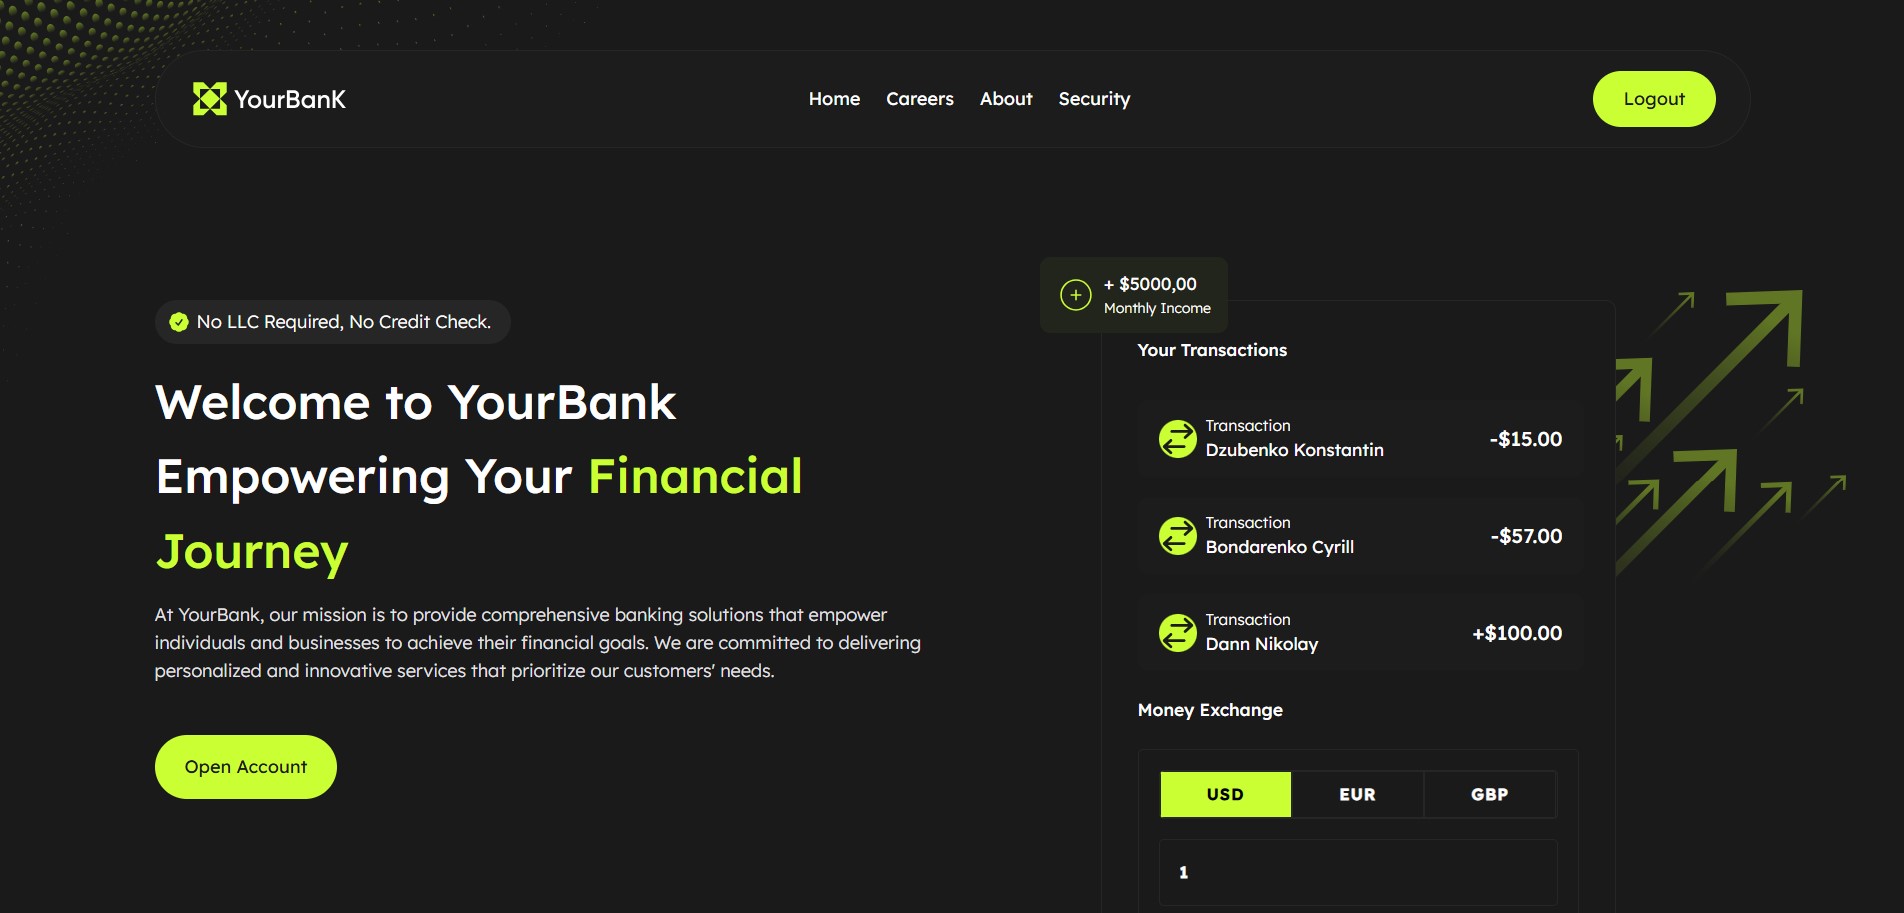 YourBanK
Home Careers About Security
Logout
No LLC Required, No Credit Check.
Welcome to YourBank
Empowering Your Financial
Journey
At YourBank, our mission is to provide comprehensive banking solutions that empower
individuals and businesses to achieve their financial goals. We are committed to delivering
personalized and innovative services that prioritize our customers' needs.
Open Account
+ $5000,00
Monthly Income
Your Transactions
Transaction
Dzubenko Konstantin
-$15.00
Transaction
Bondarenko Cyrill
-$57.00
Transaction
Dann Nikolay
+$100.00
Money Exchange
USD EUR GBP
1